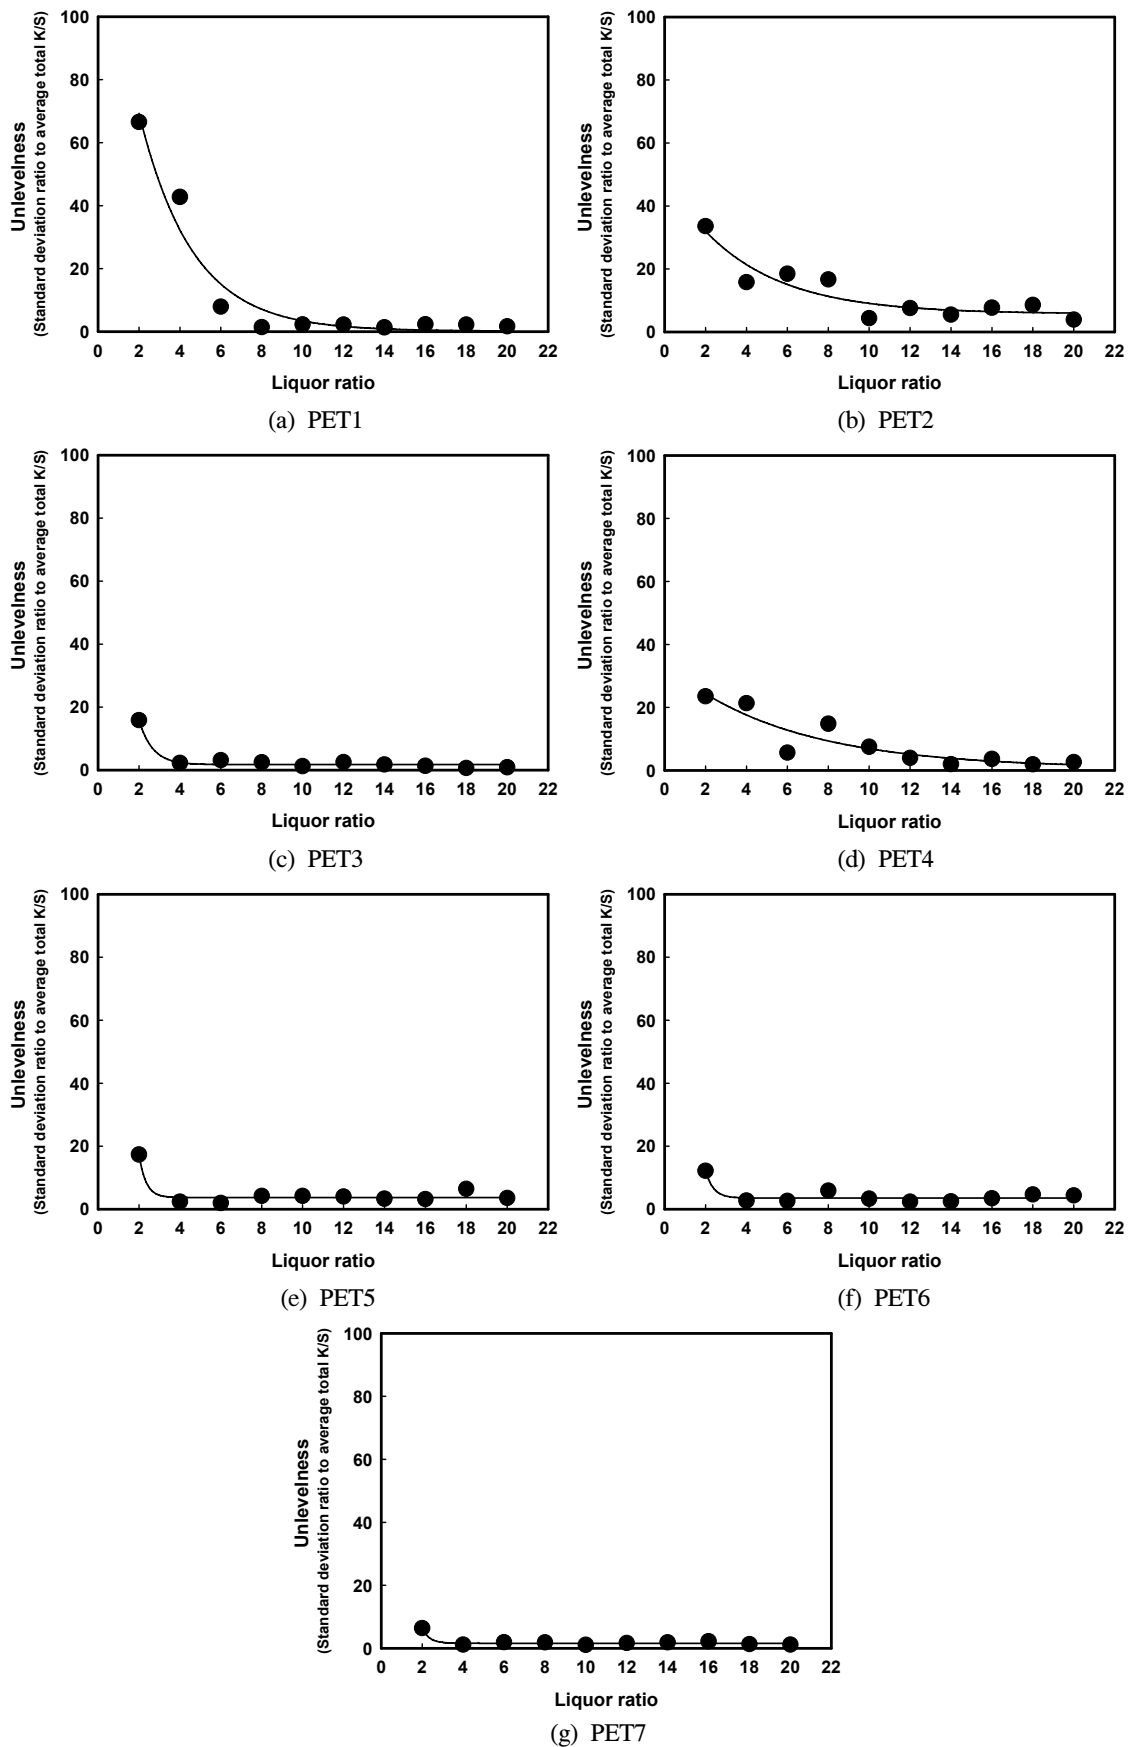 Unlevelness
(Standard deviation ratio to average total K/S)
100
80
60
40
20
0
0 2 4 6 8 10 12 14 16 18 20 22
Liquor ratio
(a) PET1
Unlevelness
(Standard deviation ratio to average total K/S)
100
80
60
40
20
0
0 2 4 6 8 10 12 14 16 18 20 22
Liquor ratio
(b) PET2
Unlevelness
(Standard deviation ratio to average total K/S)
100
80
60
40
20
0
0 2 4 6 8 10 12 14 16 18 20 22
Liquor ratio
(c) PET3
Unlevelness
(Standard deviation ratio to average total K/S)
100
80
60
40
20
0
0 2 4 6 8 10 12 14 16 18 20 22
Liquor ratio
(d) PET4
Unlevelness
(Standard deviation ratio to average total K/S)
100
80
60
40
20
0
0 2 4 6 8 10 12 14 16 18 20 22
Liquor ratio
(e) PET5
Unlevelness
(Standard deviation ratio to average total K/S)
100
80
60
40
20
0
0 2 4 6 8 10 12 14 16 18 20 22
Liquor ratio
(f) PET6
Unlevelness
(Standard deviation ratio to average total K/S)
100
80
60
40
20
0
0 2 4 6 8 10 12 14 16 18 20 22
Liquor ratio
(g) PET7